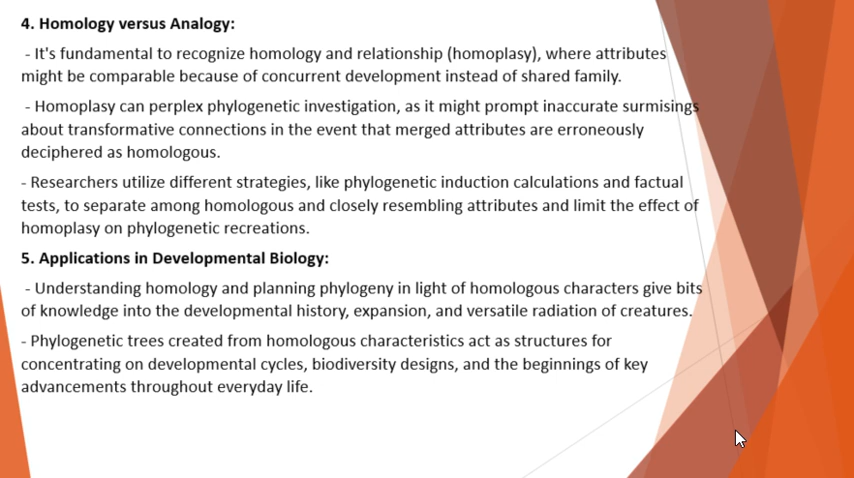 4. Homology versus Analogy:
- It's fundamental to recognize homology and relationship (homoplasy), where attributes
might be comparable because of concurrent development instead of shared family.
- Homoplasy can perplex phylogenetic investigation, as it might prompt inaccurate surmisings
about transformative connections in the event that merged attributes are erroneously
deciphered as homologous.
- Researchers utilize different strategies, like phylogenetic induction calculations and factual
tests, to separate among homologous and closely resembling attributes and limit the effect of
homoplasy on phylogenetic recreations.
5. Applications in Developmental Biology:
- Understanding homology and planning phylogeny in light of homologous characters give bits
of knowledge into the developmental history, expansion, and versatile radiation of creatures.
- Phylogenetic trees created from homologous characteristics act as structures for
concentrating on developmental cycles, biodiversity designs, and the beginnings of key
advancements throughout everyday life.